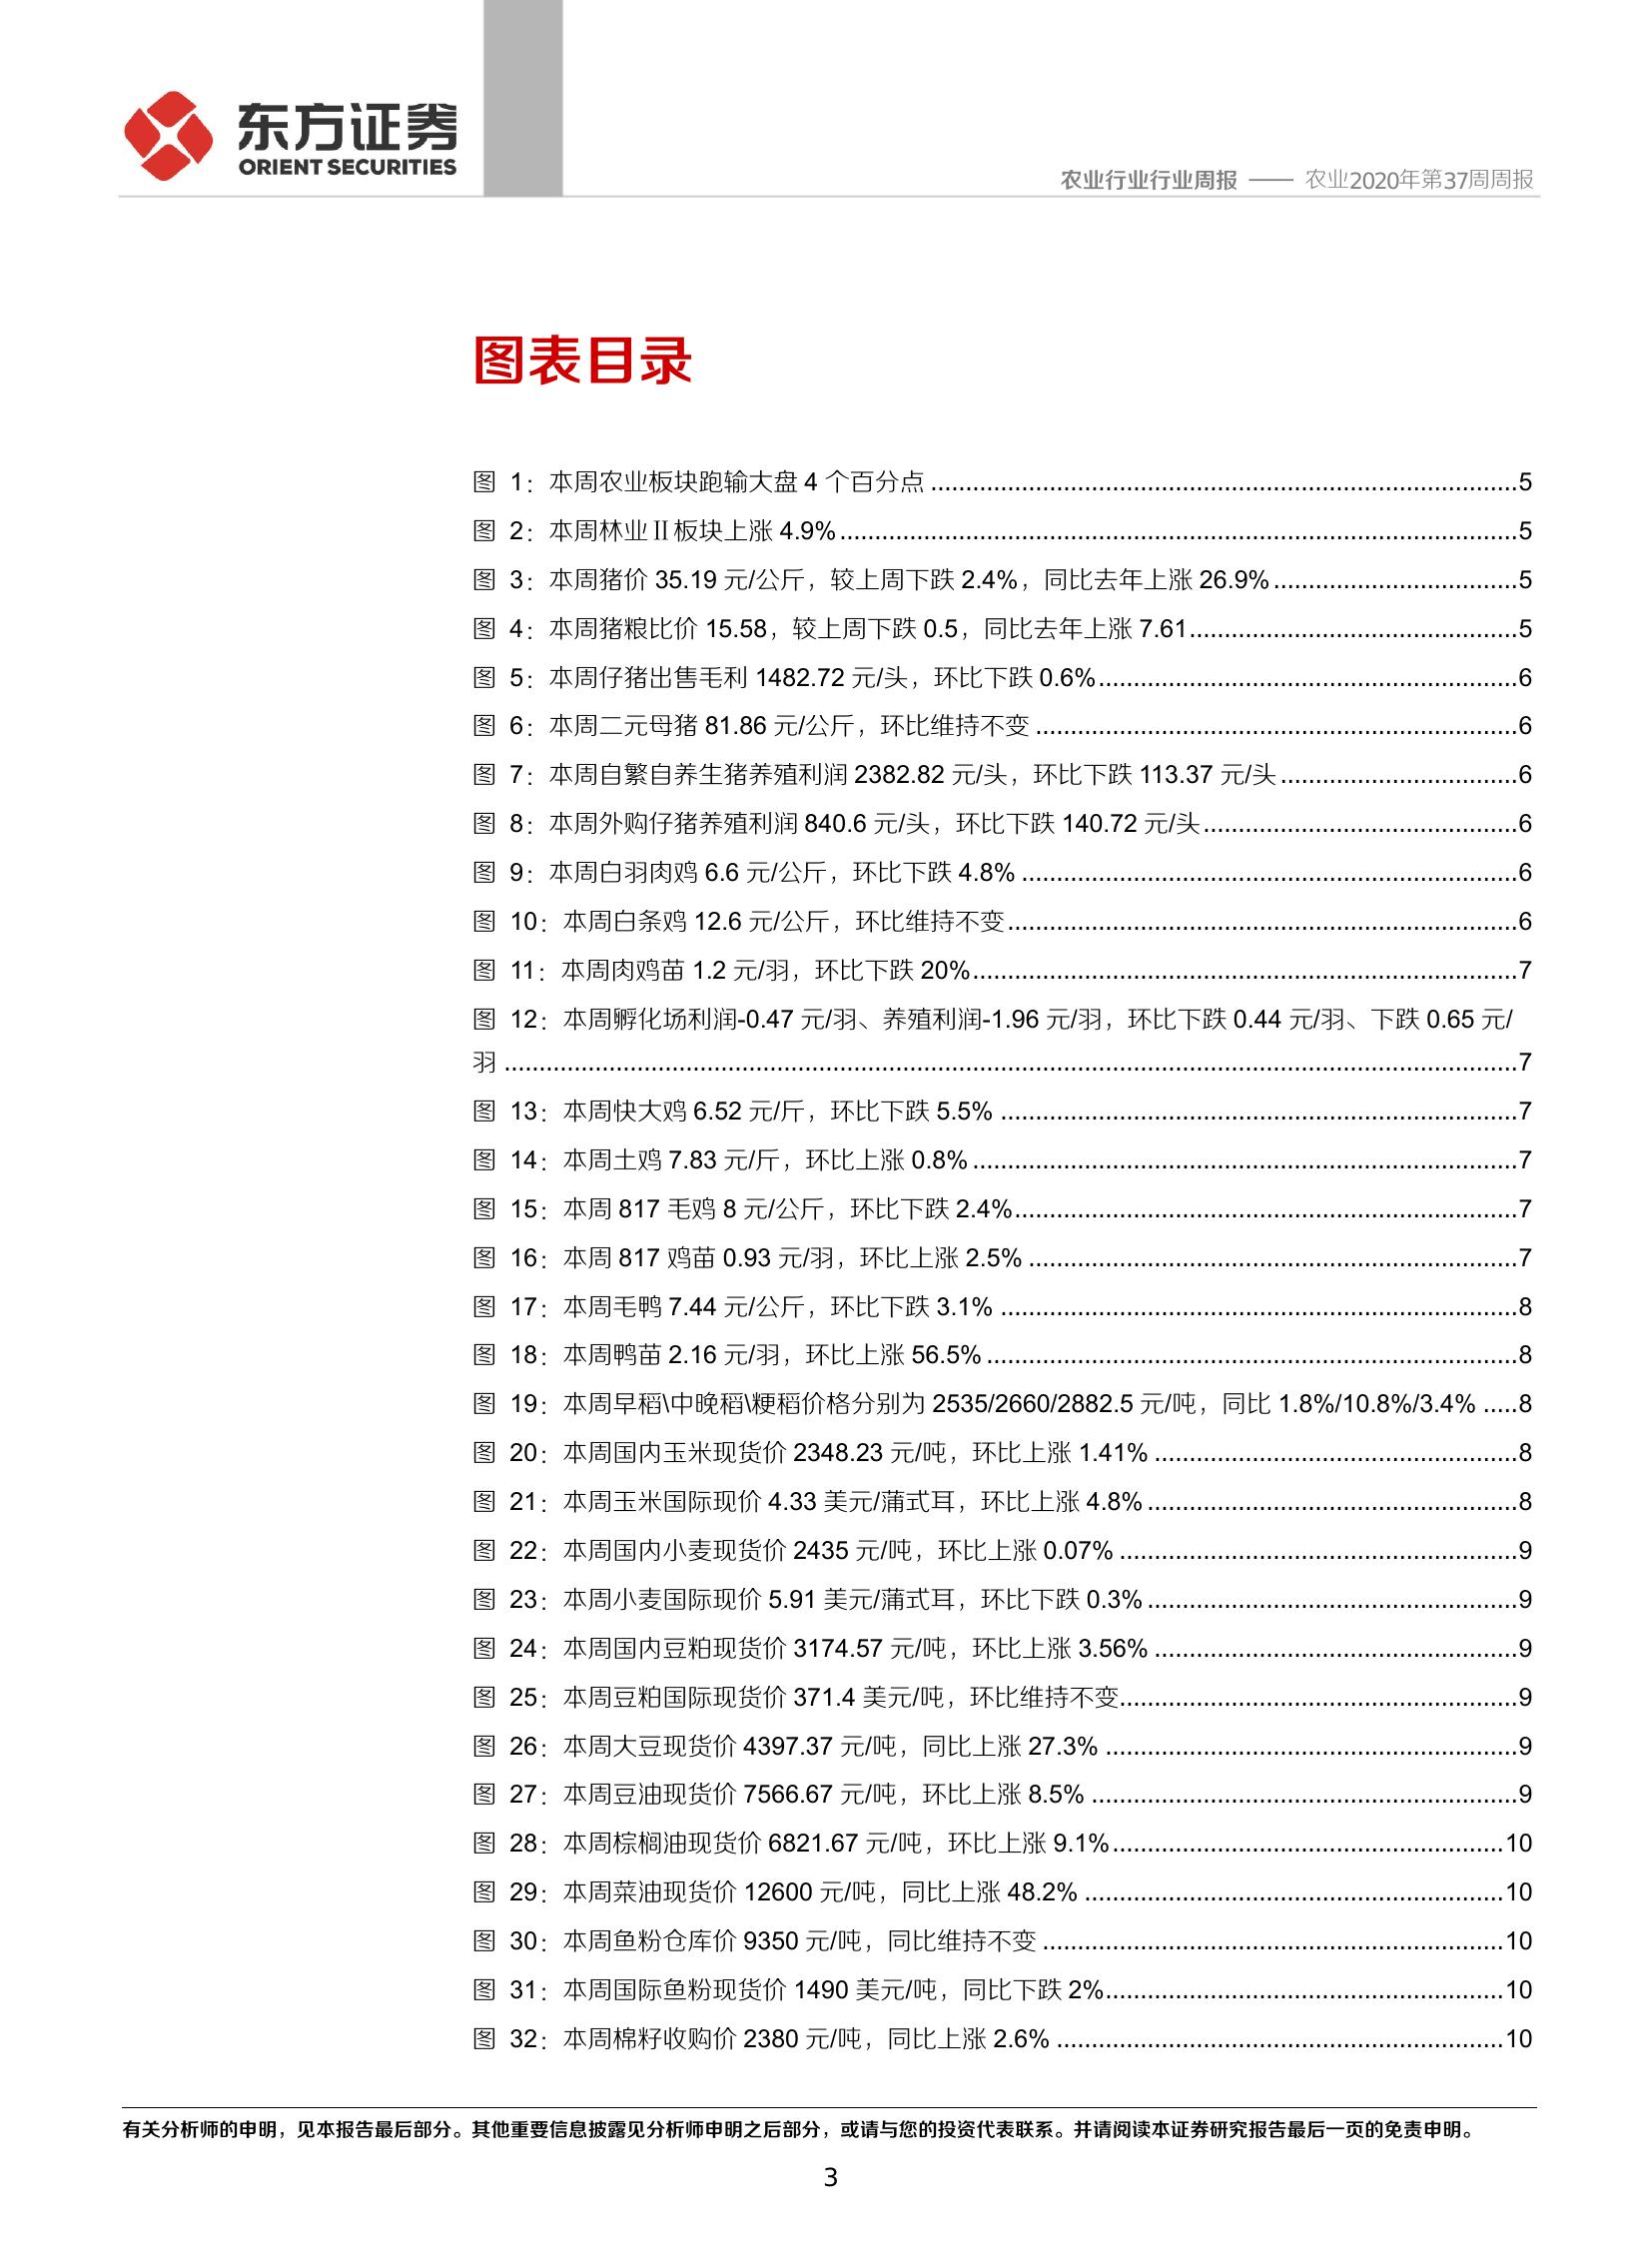 东方证券
ORIENT SECURITIES
农业行业行业周报 —— 农业2020年第37周周报
图表目录
图 1：本周农业板块跑输大盘 4 个百分点 ....................5
图 2：本周林业Ⅱ板块上涨 4.9% ....................5
图 3：本周猪价 35.19 元/公斤，较上周下跌 2.4%，同比去年上涨 26.9% ....................5
图 4：本周猪粮比价 15.58，较上周下跌 0.5，同比去年上涨 7.61 ....................5
图 5：本周仔猪出售毛利 1482.72 元/头，环比下跌 0.6% ....................6
图 6：本周二元母猪 81.86 元/公斤，环比维持不变 ....................6
图 7：本周自繁自养生猪养殖利润 2382.82 元/头，环比下跌 113.37 元/头 ....................6
图 8：本周外购仔猪养殖利润 840.6 元/头，环比下跌 140.72 元/头 ....................6
图 9：本周白羽肉鸡 6.6 元/公斤，环比下跌 4.8% ....................6
图 10：本周白条鸡 12.6 元/公斤，环比维持不变 ....................6
图 11：本周肉鸡苗 1.2 元/羽，环比下跌 20% ....................7
图 12：本周孵化场利润-0.47 元/羽、养殖利润-1.96 元/羽，环比下跌 0.44 元/羽、下跌 0.65 元/
羽 ....................7
图 13：本周快大鸡 6.52 元/斤，环比下跌 5.5% ....................7
图 14：本周土鸡 7.83 元/斤，环比上涨 0.8% ....................7
图 15：本周 817 毛鸡 8 元/公斤，环比下跌 2.4% ....................7
图 16：本周 817 鸡苗 0.93 元/羽，环比上涨 2.5% ....................7
图 17：本周毛鸭 7.44 元/公斤，环比下跌 3.1% ....................8
图 18：本周鸭苗 2.16 元/羽，环比上涨 56.5% ....................8
图 19：本周早稻\中晚稻\粳稻价格分别为 2535/2660/2882.5 元/吨，同比 1.8%/10.8%/3.4% .....8
图 20：本周国内玉米现货价 2348.23 元/吨，环比上涨 1.41% ....................8
图 21：本周玉米国际现价 4.33 美元/蒲式耳，环比上涨 4.8% ....................8
图 22：本周国内小麦现货价 2435 元/吨，环比上涨 0.07% ....................9
图 23：本周小麦国际现价 5.91 美元/蒲式耳，环比下跌 0.3% ....................9
图 24：本周国内豆粕现货价 3174.57 元/吨，环比上涨 3.56% ....................9
图 25：本周豆粕国际现货价 371.4 美元/吨，环比维持不变 ....................9
图 26：本周大豆现货价 4397.37 元/吨，同比上涨 27.3% ....................9
图 27：本周豆油现货价 7566.67 元/吨，环比上涨 8.5% ....................9
图 28：本周棕榈油现货价 6821.67 元/吨，环比上涨 9.1% ....................10
图 29：本周菜油现货价 12600 元/吨，同比上涨 48.2% ....................10
图 30：本周鱼粉仓库价 9350 元/吨，同比维持不变 ....................10
图 31：本周国际鱼粉现货价 1490 美元/吨，同比下跌 2% ....................10
图 32：本周棉籽收购价 2380 元/吨，同比上涨 2.6% ....................10
有关分析师的申明，见本报告最后部分。其他重要信息披露见分析师申明之后部分，或请与您的投资代表联系。并请阅读本证券研究报告最后一页的免责申明。
3